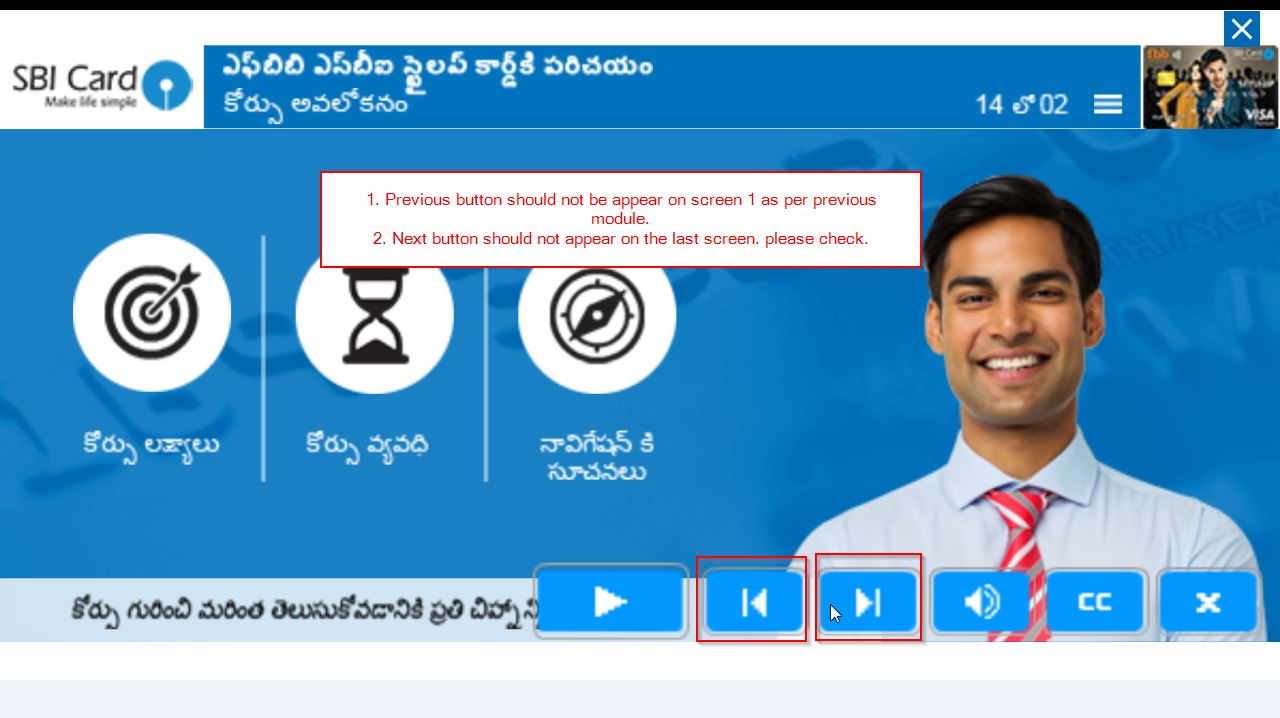 SBI Card
Make life simple
ఎఫ్‌బిబి ఎస్‌బీఐ స్టైలప్ కార్డ్‌కి పరిచయం
కోర్సు అవలోకనం
14 లో 02
fbb
SBI Card
VISA
1. Previous button should not be appear on screen 1 as per previous
module.
2. Next button should not appear on the last screen. please check.
కోర్సు లక్ష్యాలు
కోర్సు వ్యవధి
నావిగేషన్ కి
సూచనలు
కోర్సు గురించి మరింత తెలుసుకోవడానికి ప్రతి చిహ్నాన్ని
CC